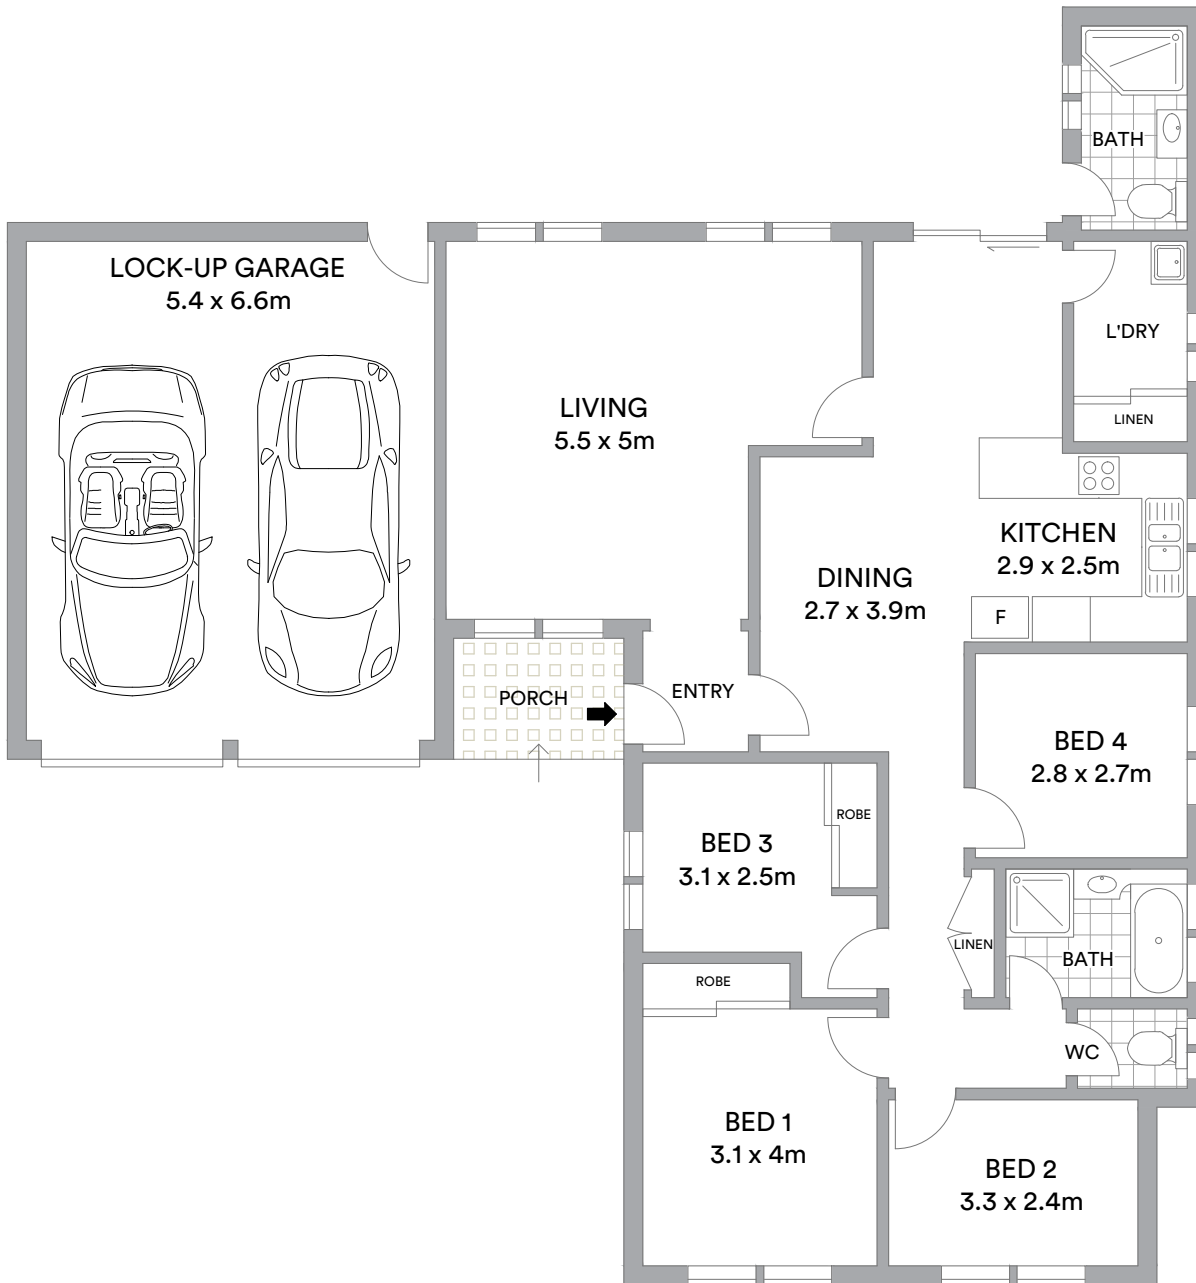 BATH
LOCK-UP GARAGE
5.4 x 6.6m
L'DRY
LIVING
5.5 x 5m
LINEN
KITCHEN
2.9 x 2.5m
DINING
2.7 x 3.9m
F
ENTRY
PORCH
BED 4
2.8 x 2.7m
ROBE
BED 3
3.1 x 2.5m
LINEN
BATH
ROBE
WC
BED 1
3.1 x 4m
BED 2
3.3 x 2.4m